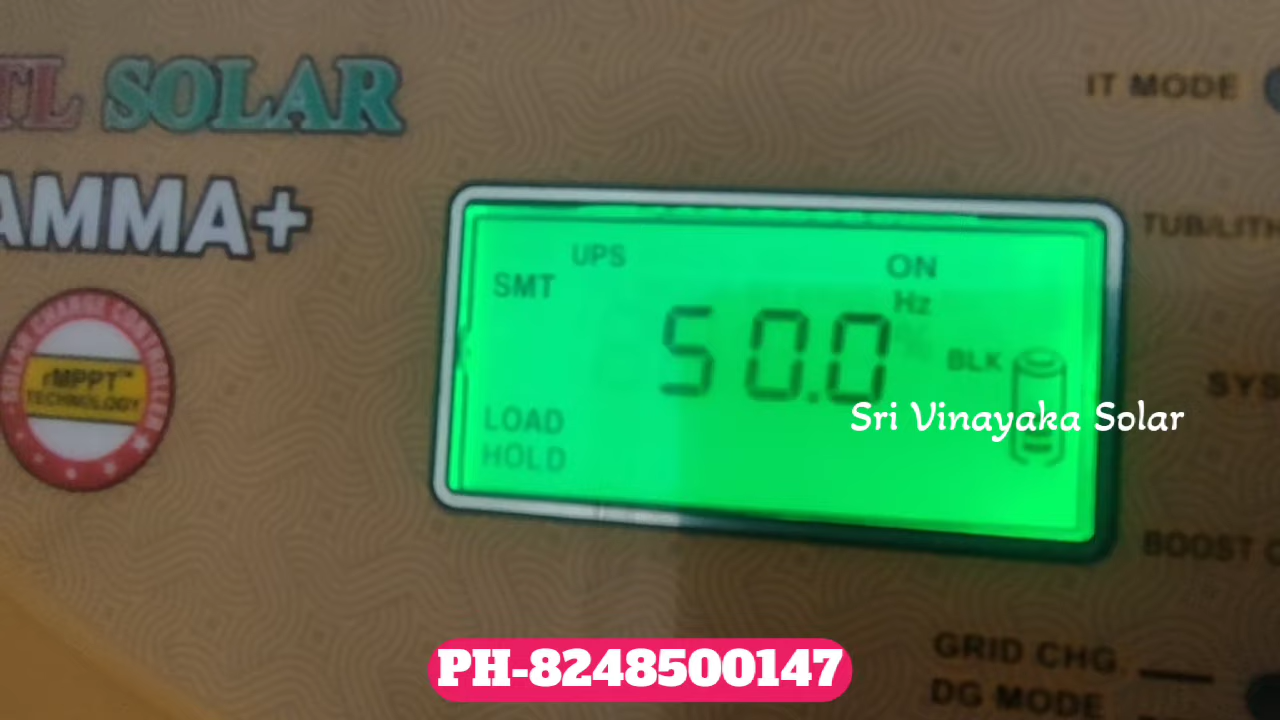 TL SOLAR
AMMA+
SOLAR CHARGE CONTROLLER
rMPPT™
TECHNOLOGY
IT MODE
TUB/LITH
SYS
BOOST C
GRID CHG.
DG MODE
UPS
ON
SMT
Hz
50.0
BLK
LOAD
HOLD
Sri Vinayaka Solar
PH-8248500147